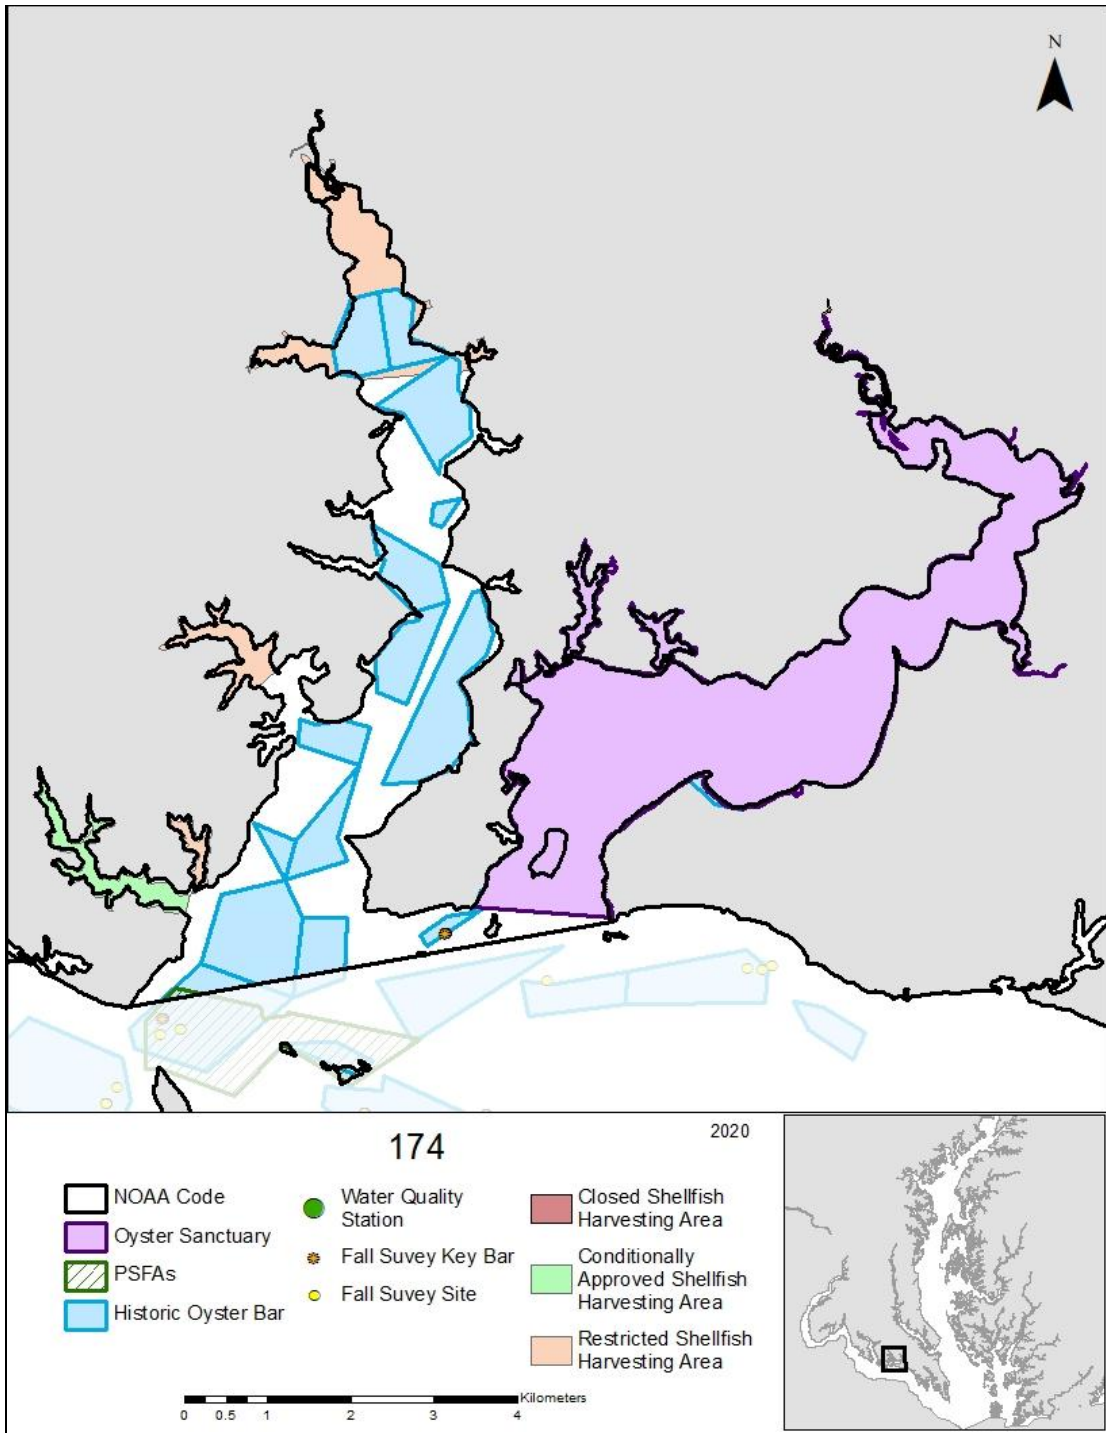 N
174
2020
NOAA Code
Oyster Sanctuary
PSFAs
Historic Oyster Bar
Water Quality
Station
Fall Suvey Key Bar
Fall Suvey Site
Closed Shellfish
Harvesting Area
Conditionally
Approved Shellfish
Harvesting Area
Restricted Shellfish
Harvesting Area
Kilometers
0 0.5 1 2 3 4